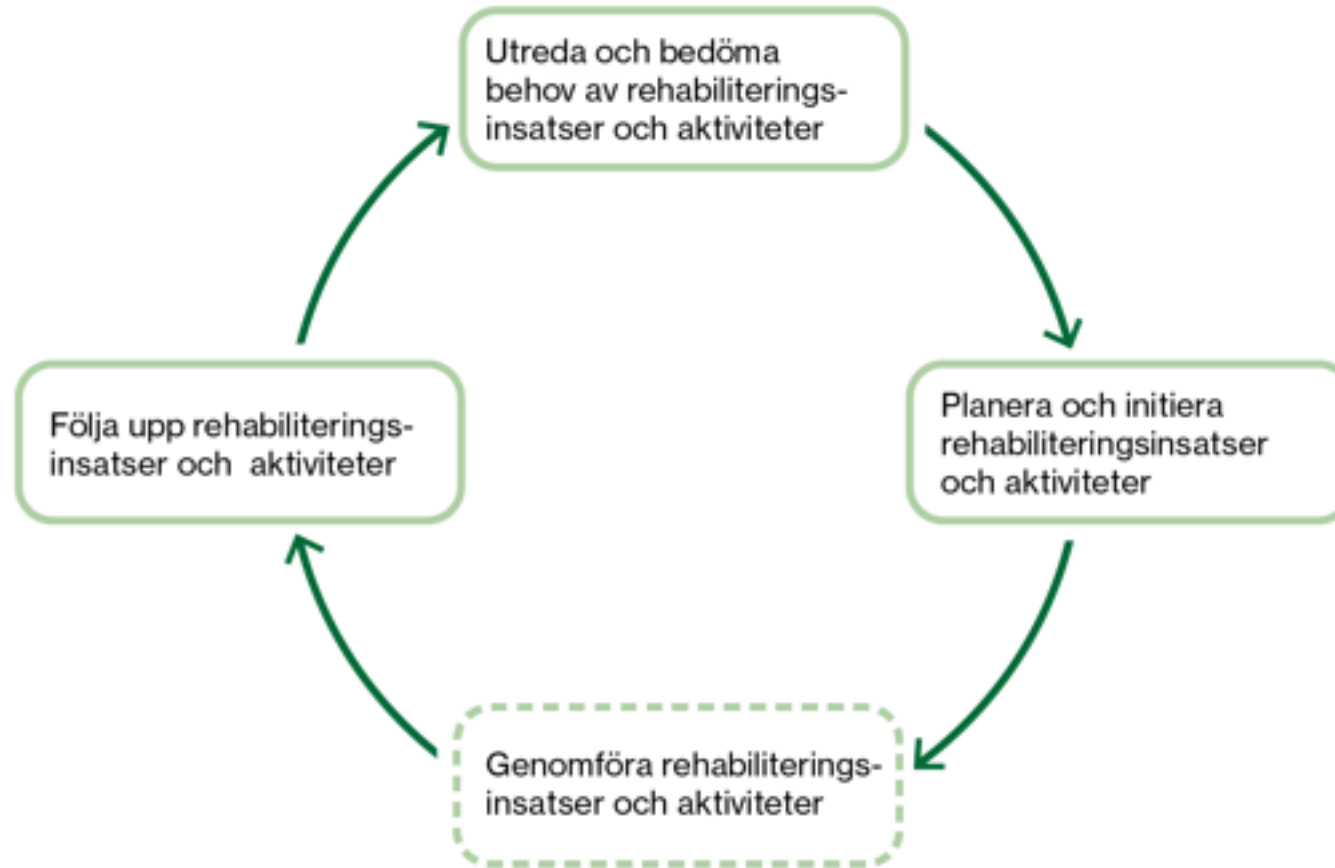 Utreda och bedöma
behov av rehabiliterings-
insatser och aktiviteter
Planera och initiera
rehabiliteringsinsatser
och aktiviteter
Genomföra rehabiliterings-
insatser och aktiviteter
Följa upp rehabiliterings-
insatser och  aktiviteter